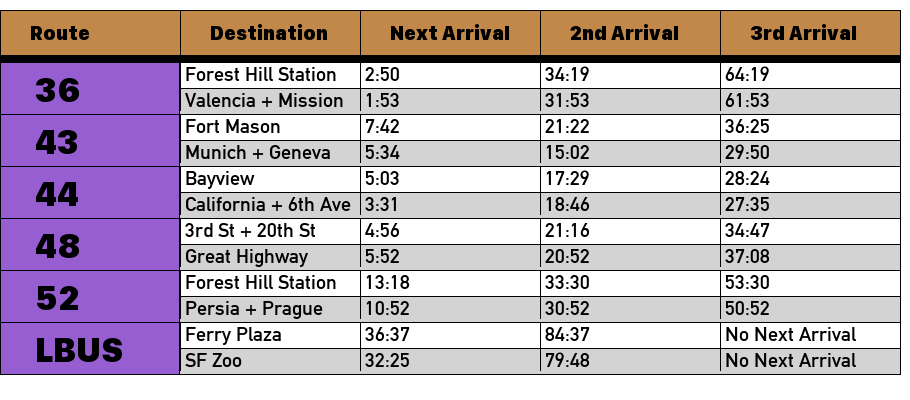 Route Destination Next Arrival 2nd Arrival 3rd Arrival
36
Forest Hill Station 2:50 34:19 64:19
Valencia + Mission 1:53 31:53 61:53
43
Fort Mason 7:42 21:22 36:25
Munich + Geneva 5:34 15:02 29:50
44
Bayview 5:03 17:29 28:24
California + 6th Ave 3:31 18:46 27:35
48
3rd St + 20th St 4:56 21:16 34:47
Great Highway 5:52 20:52 37:08
52
Forest Hill Station 13:18 33:30 53:30
Persia + Prague 10:52 30:52 50:52
LBUS
Ferry Plaza 36:37 84:37 No Next Arrival
SF Zoo 32:25 79:48 No Next Arrival